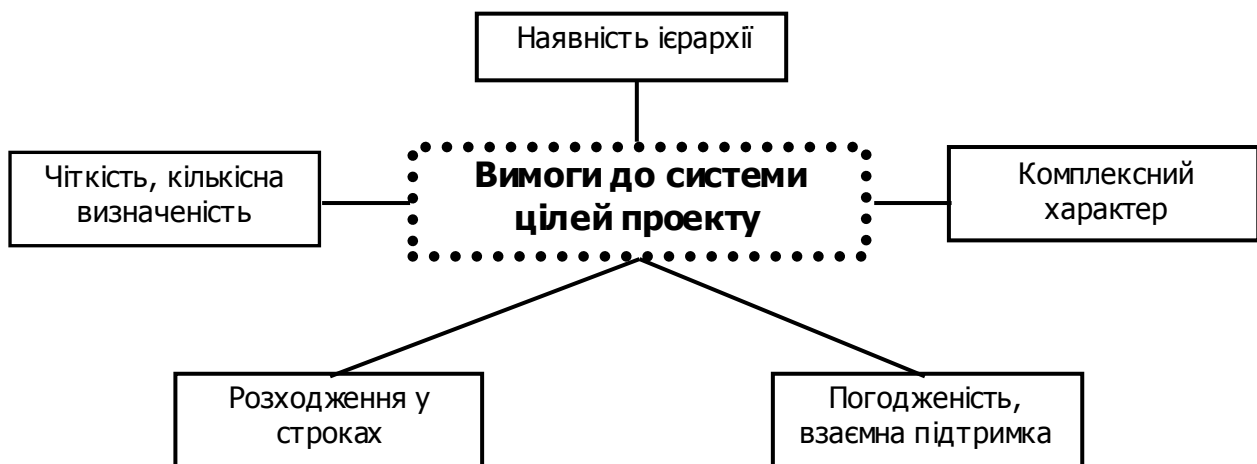 Наявність ієрархії
Чіткість, кількісна
визначеність
Вимоги до системи
цілей проекту
Комплексний
характер
Розходження у
строках
Погодженість,
взаємна підтримка